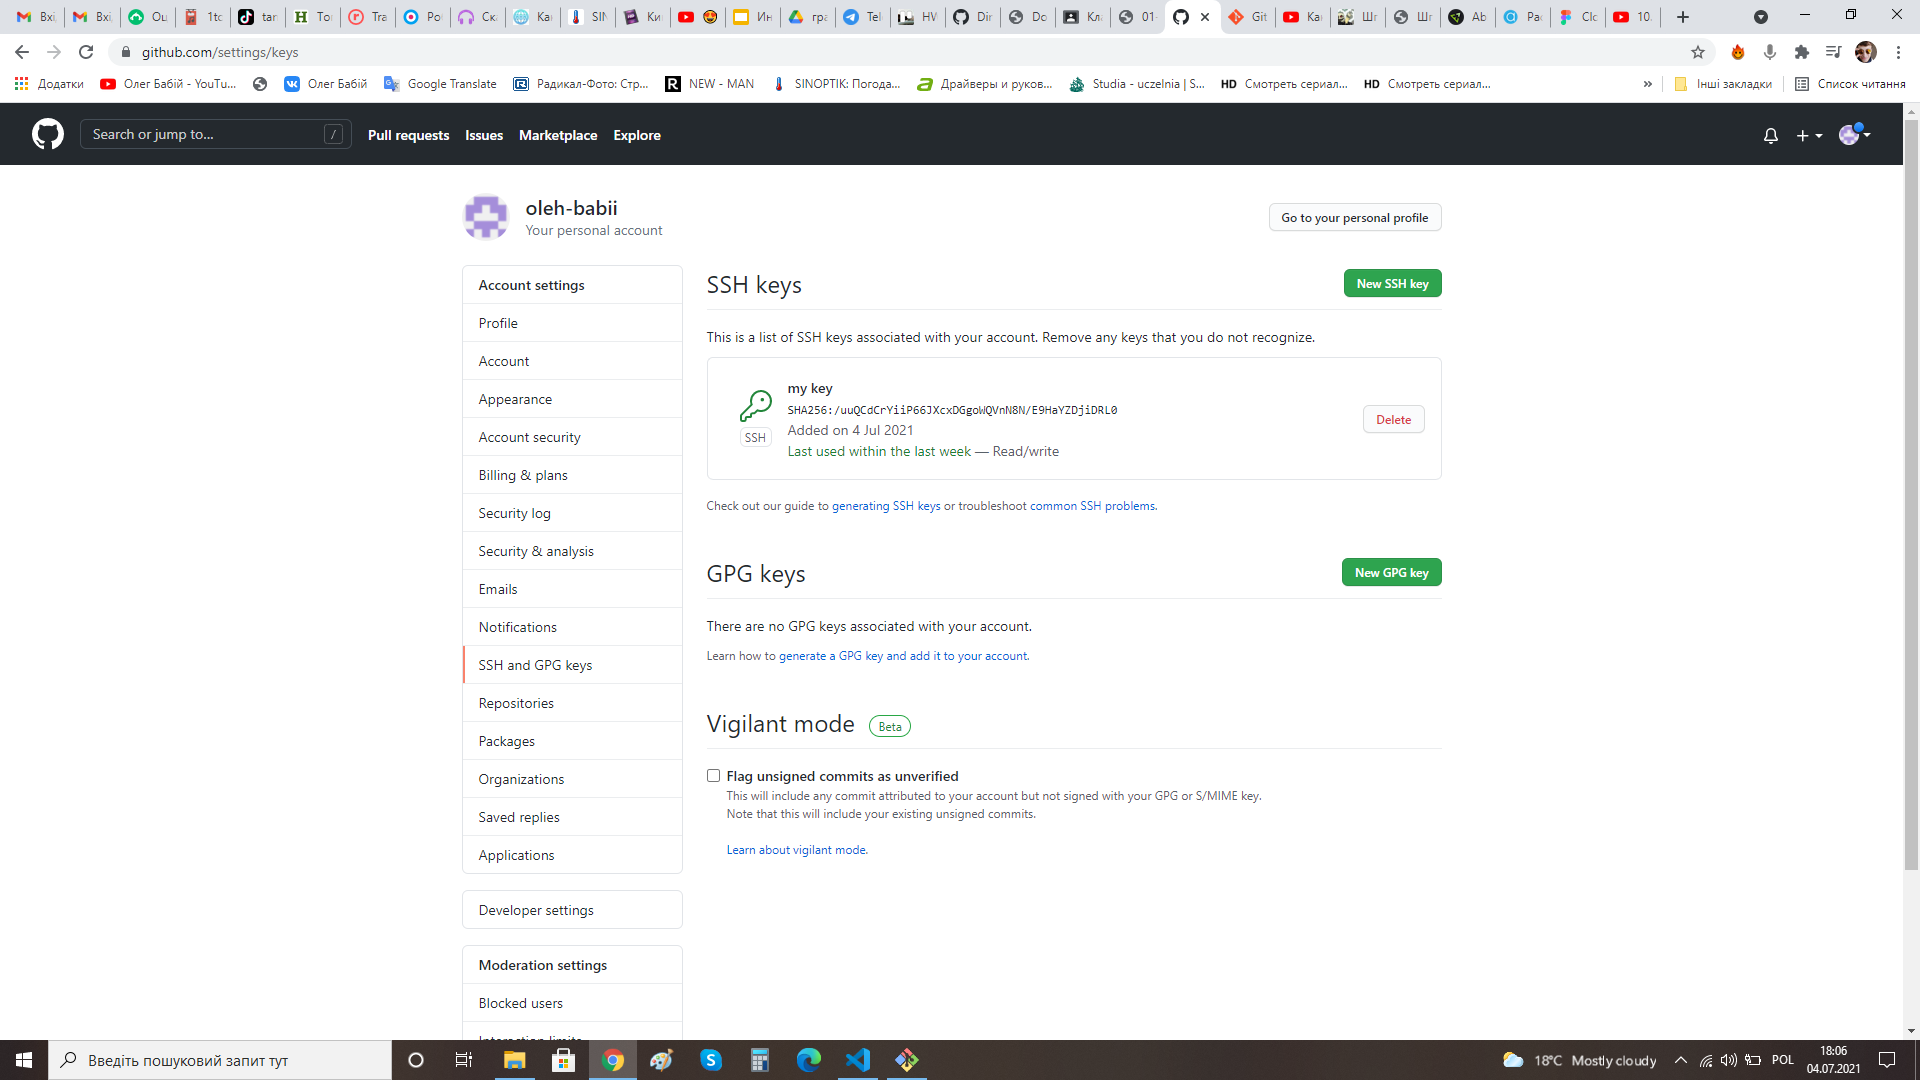 Вхі
Вхі
Оц
1to
tar
To
Tra
Ро
Ска
Ка
SIN
Ки
Ин
гра
Tel
HV
Dir
Do
Кла
01-
Git
Ка
Шг
Шг
Ab
Pac
Clo
10.
github.com/settings/keys
Додатки
Олег Бабій - YouTu...
Олег Бабій
Google Translate
Радикал-Фото: Стр...
NEW - MAN
SINOPTIK: Погода...
Драйверы и руков...
Studia - uczelnia | S...
HD Смотреть сериал...
HD Смотреть сериал...
»
Інші закладки
Список читання
Search or jump to...
/
Pull requests
Issues
Marketplace
Explore
oleh-babii
Your personal account
Go to your personal profile
Account settings
Profile
Account
Appearance
Account security
Billing & plans
Security log
Security & analysis
Emails
Notifications
SSH and GPG keys
Repositories
Packages
Organizations
Saved replies
Applications
Developer settings
Moderation settings
Blocked users
Interaction limits
SSH keys
New SSH key
This is a list of SSH keys associated with your account. Remove any keys that you do not recognize.
my key
SHA256:/uuQCdCrYiiP66JXcxDGgoWQVnN8N/E9HaYZDjiDRL0
Added on 4 Jul 2021
Last used within the last week — Read/write
SSH
Delete
Check out our guide to generating SSH keys or troubleshoot common SSH problems.
GPG keys
New GPG key
There are no GPG keys associated with your account.
Learn how to generate a GPG key and add it to your account.
Vigilant mode
Beta
Flag unsigned commits as unverified
This will include any commit attributed to your account but not signed with your GPG or S/MIME key.
Note that this will include your existing unsigned commits.
Learn about vigilant mode.
Введіть пошуковий запит тут
18°C Mostly cloudy
POL
18:06
04.07.2021